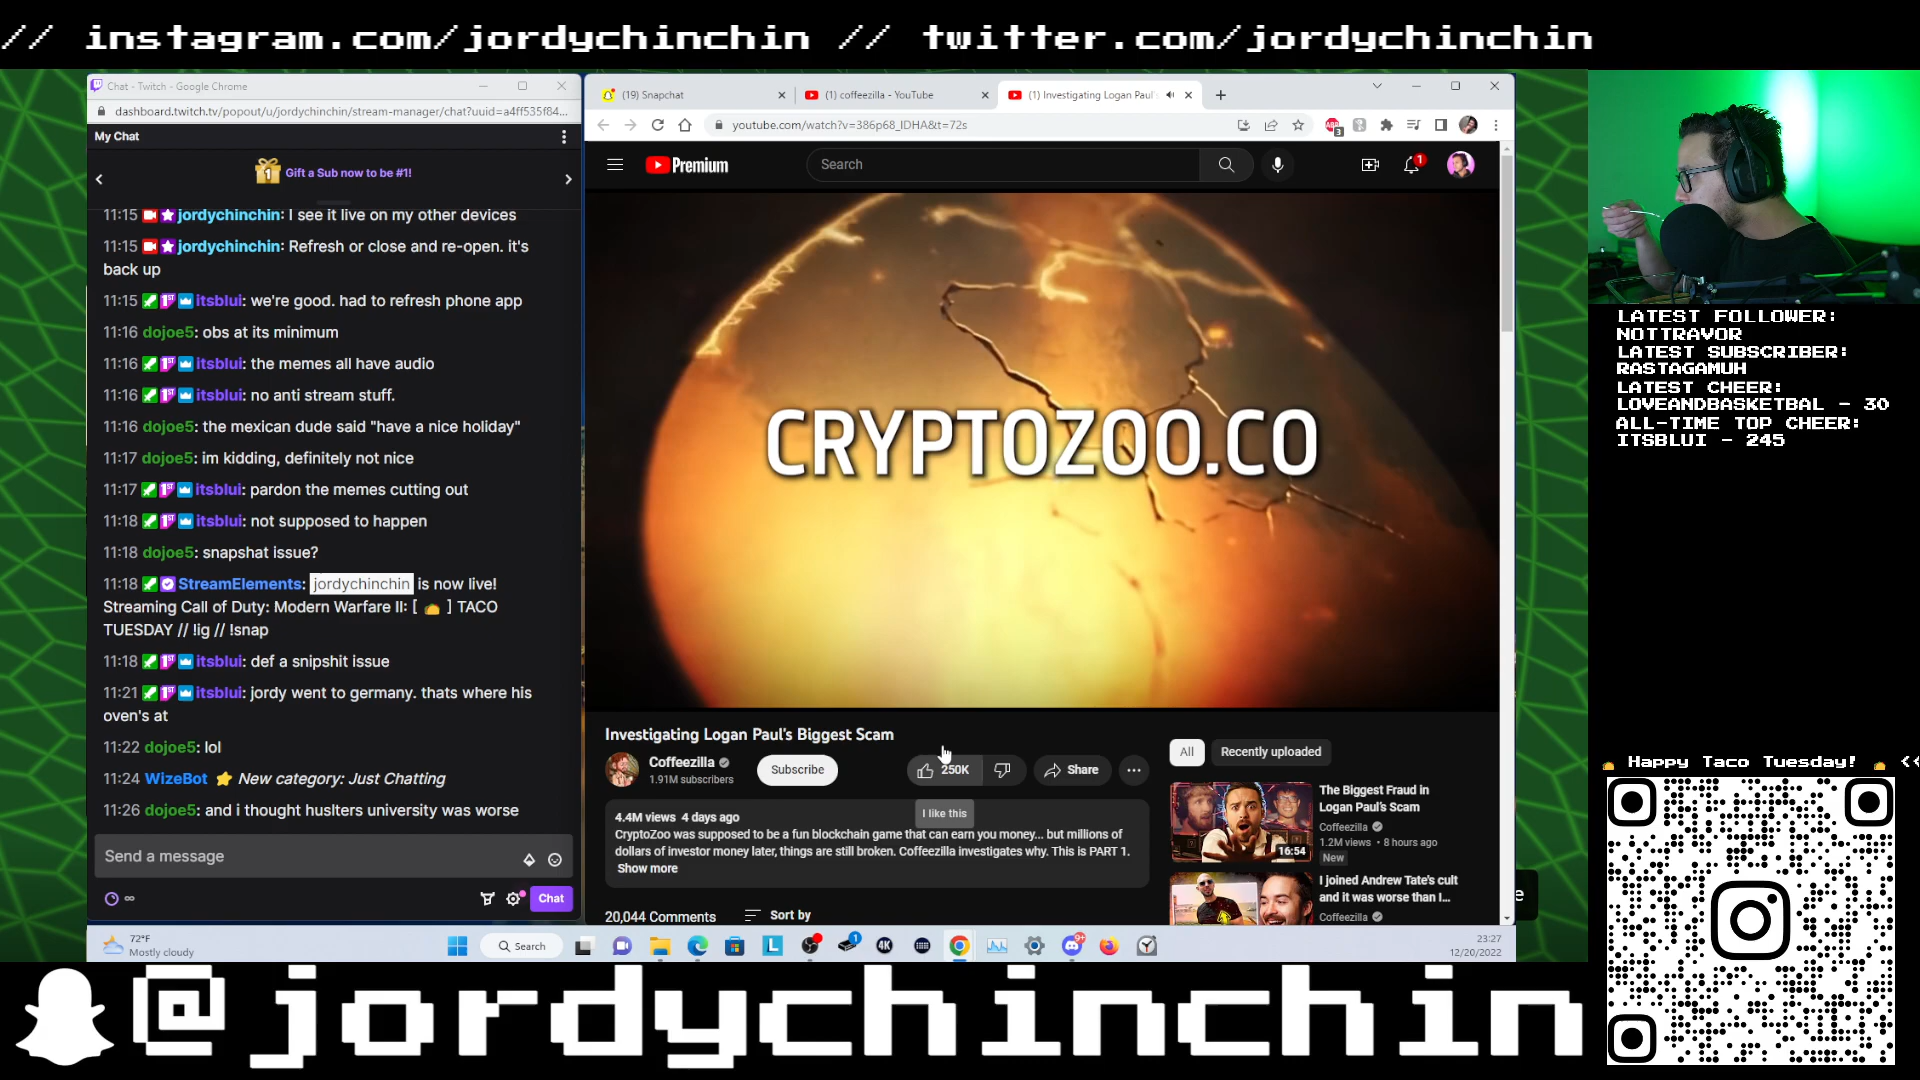 // instagram.com/jordychinchin // twitter.com/jordychinchin
Chat - Twitch - Google Chrome
dashboard.twitch.tv/popout/u/jordychinchin/stream-manager/chat?uuid=a4ff535f84...
My Chat
Gift a Sub now to be #1!
11:15 jordychinchin: I see it live on my other devices
11:15 jordychinchin: Refresh or close and re-open. it's
back up
11:15 itsblui: we're good. had to refresh phone app
11:16 dojoe5: obs at its minimum
11:16 itsblui: the memes all have audio
11:16 itsblui: no anti stream stuff.
11:16 dojoe5: the mexican dude said "have a nice holiday"
11:17 dojoe5: im kidding, definitely not nice
11:17 itsblui: pardon the memes cutting out
11:18 itsblui: not supposed to happen
11:18 dojoe5: snapshat issue?
11:18 StreamElements: jordychinchin is now live!
Streaming Call of Duty: Modern Warfare II: [ 🌮 ] TACO
TUESDAY // !ig // !snap
11:18 itsblui: def a snipshit issue
11:21 itsblui: jordy went to germany. thats where his
oven's at
11:22 dojoe5: lol
11:24 WizeBot ⭐ New category: Just Chatting
11:26 dojoe5: and i thought huslters university was worse
Send a message
Chat
(19) Snapchat
(1) coffeezilla - YouTube
(1) Investigating Logan Paul'
youtube.com/watch?v=386p68_lDHA&t=72s
Premium
Search
1
CRYPTOZOO.CO
Investigating Logan Paul's Biggest Scam
Coffeezilla
1.91M subscribers
Subscribe
250K
Share
I like this
4.4M views 4 days ago
CryptoZoo was supposed to be a fun blockchain game that can earn you money... but millions of
dollars of investor money later, things are still broken. Coffeezilla investigates why. This is PART 1.
Show more
20,044 Comments
Sort by
All
Recently uploaded
The Biggest Fraud in
Logan Paul's Scam
Coffeezilla
1.2M views • 8 hours ago
New
16:54
I joined Andrew Tate's cult
and it was worse than I...
Coffeezilla
72°F
Mostly cloudy
Search
4K
23:27
12/20/2022
LATEST FOLLOWER:
NOTTRAVOR
LATEST SUBSCRIBER:
RASTAGAMUH
LATEST CHEER:
LOVEANDBASKETBAL - 30
ALL-TIME TOP CHEER:
ITSBLUI - 245
🌮 Happy Taco Tuesday! 🌮 <<
@jordychinchin